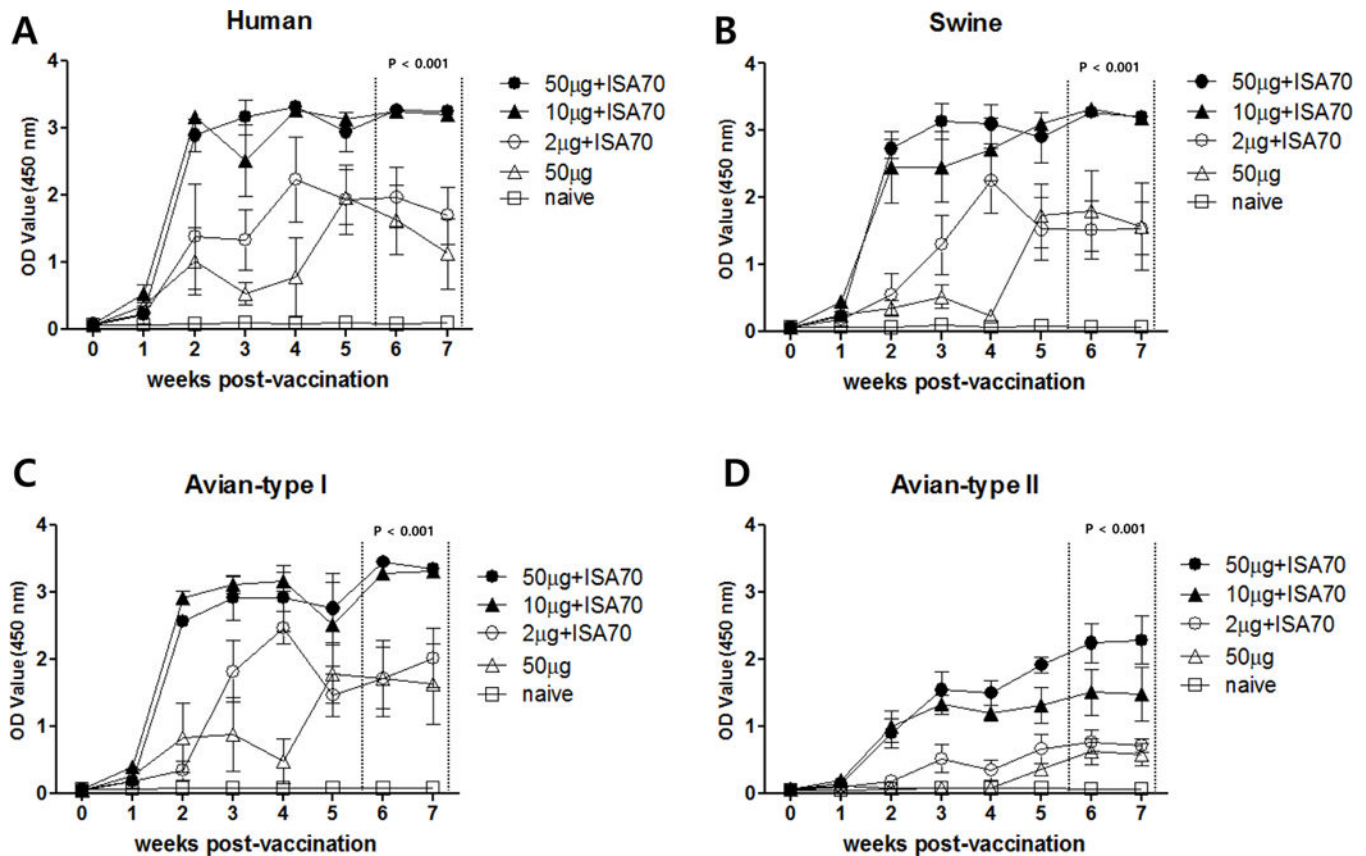 A
Human
P < 0.001
OD Value (450 nm)
4
3
2
1
0
0 1 2 3 4 5 6 7
weeks post-vaccination
50μg+ISA70
10μg+ISA70
2μg+ISA70
50μg
naive
B
Swine
P < 0.001
OD Value (450 nm)
4
3
2
1
0
0 1 2 3 4 5 6 7
weeks post-vaccination
50μg+ISA70
10μg+ISA70
2μg+ISA70
50μg
naive
C
Avian-type I
P < 0.001
OD Value (450 nm)
4
3
2
1
0
0 1 2 3 4 5 6 7
weeks post-vaccination
50μg+ISA70
10μg+ISA70
2μg+ISA70
50μg
naive
D
Avian-type II
P < 0.001
OD Value (450 nm)
4
3
2
1
0
0 1 2 3 4 5 6 7
weeks post-vaccination
50μg+ISA70
10μg+ISA70
2μg+ISA70
50μg
naive